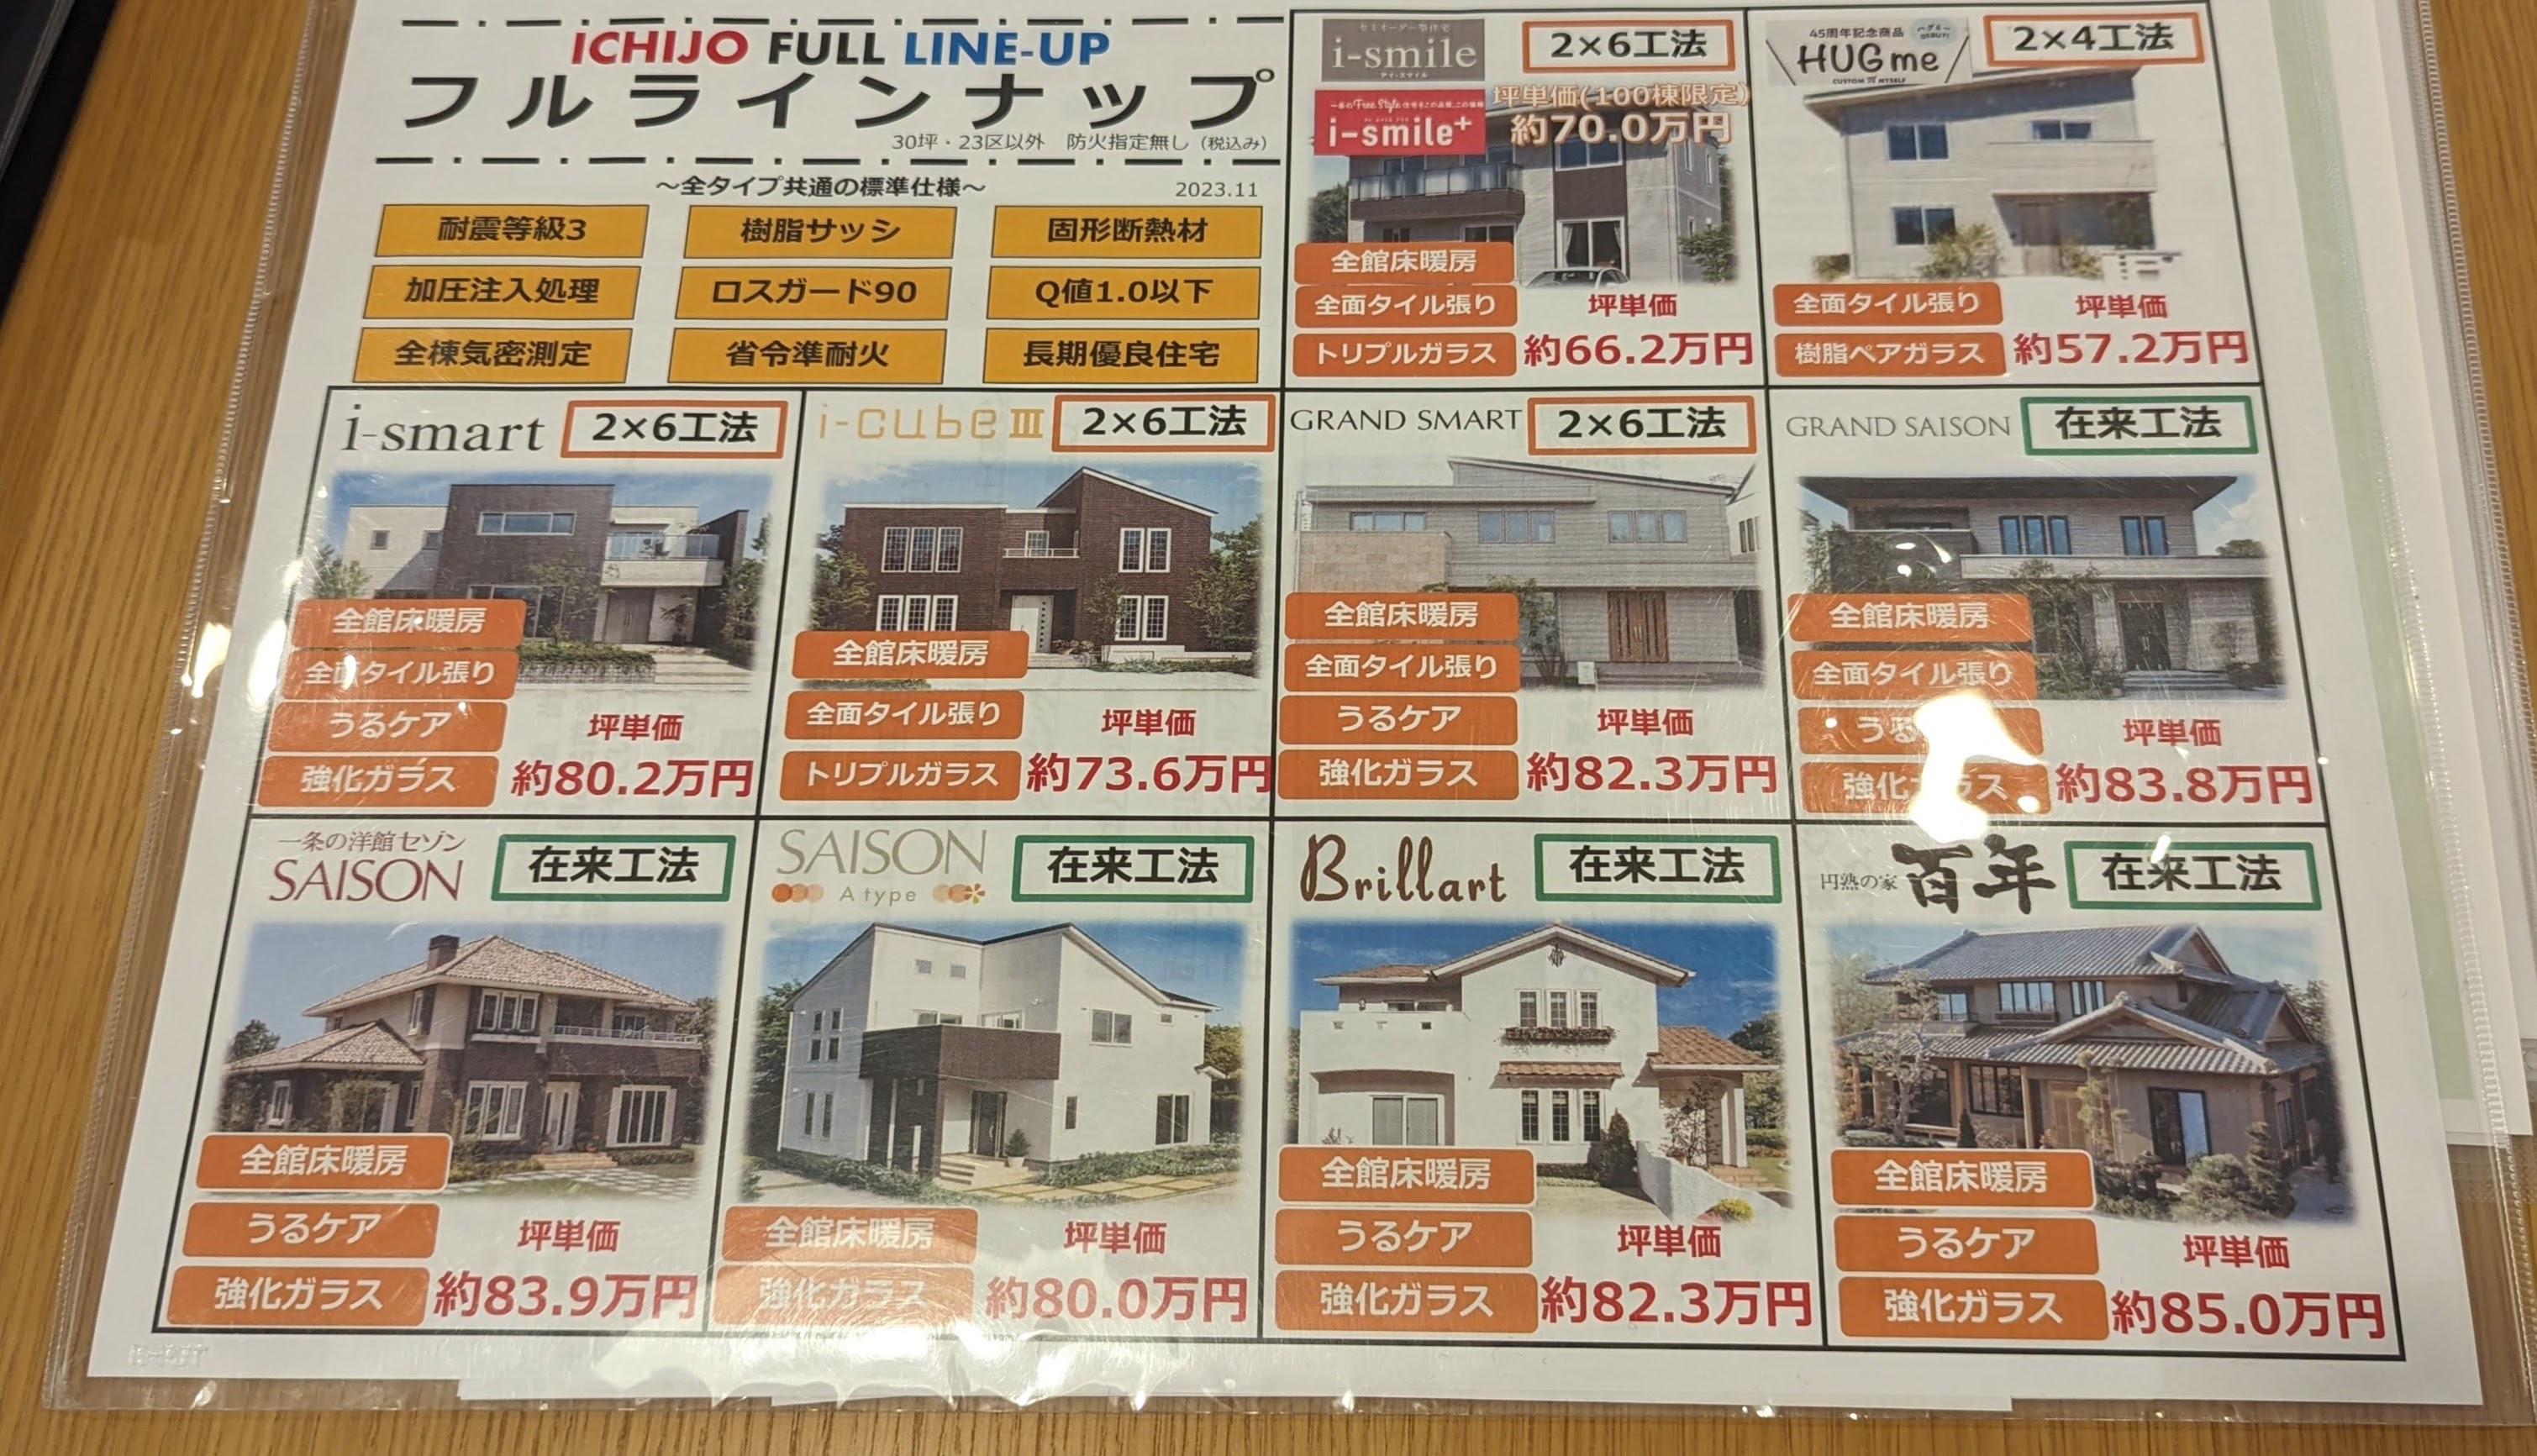 ICHIJO FULL LINE-UP
フルラインナップ
30坪・23区以外 防火指定無し（税込み）
～全タイプ共通の標準仕様～
2023.11
耐震等級3
樹脂サッシ
固形断熱材
加圧注入処理
ロスガード90
Q値1.0以下
全棟気密測定
省令準耐火
長期優良住宅
i-smile
アイ・スマイル
2×6工法
i-smile+
坪単価(100棟限定)
約70.0万円
全館床暖房
全面タイル張り
トリプルガラス
坪単価
約66.2万円
45周年記念商品
HUGme
CUSTOM MYSELF
2×4工法
全面タイル張り
樹脂ペアガラス
坪単価
約57.2万円
i-smart
2×6工法
全館床暖房
全面タイル張り
うるケア
強化ガラス
坪単価
約80.2万円
i-cubeⅢ
2×6工法
全館床暖房
全面タイル張り
トリプルガラス
坪単価
約73.6万円
GRAND SMART
2×6工法
全館床暖房
全面タイル張り
うるケア
強化ガラス
坪単価
約82.3万円
GRAND SAISON
在来工法
全館床暖房
全面タイル張り
強化ガラス
坪単価
約83.8万円
一条の洋館セゾン
SAISON
在来工法
全館床暖房
うるケア
強化ガラス
坪単価
約83.9万円
SAISON
A type
在来工法
全館床暖房
強化ガラス
坪単価
約80.0万円
Brillart
在来工法
全館床暖房
うるケア
強化ガラス
坪単価
約82.3万円
円熟の家
百年
在来工法
全館床暖房
うるケア
強化ガラス
坪単価
約85.0万円